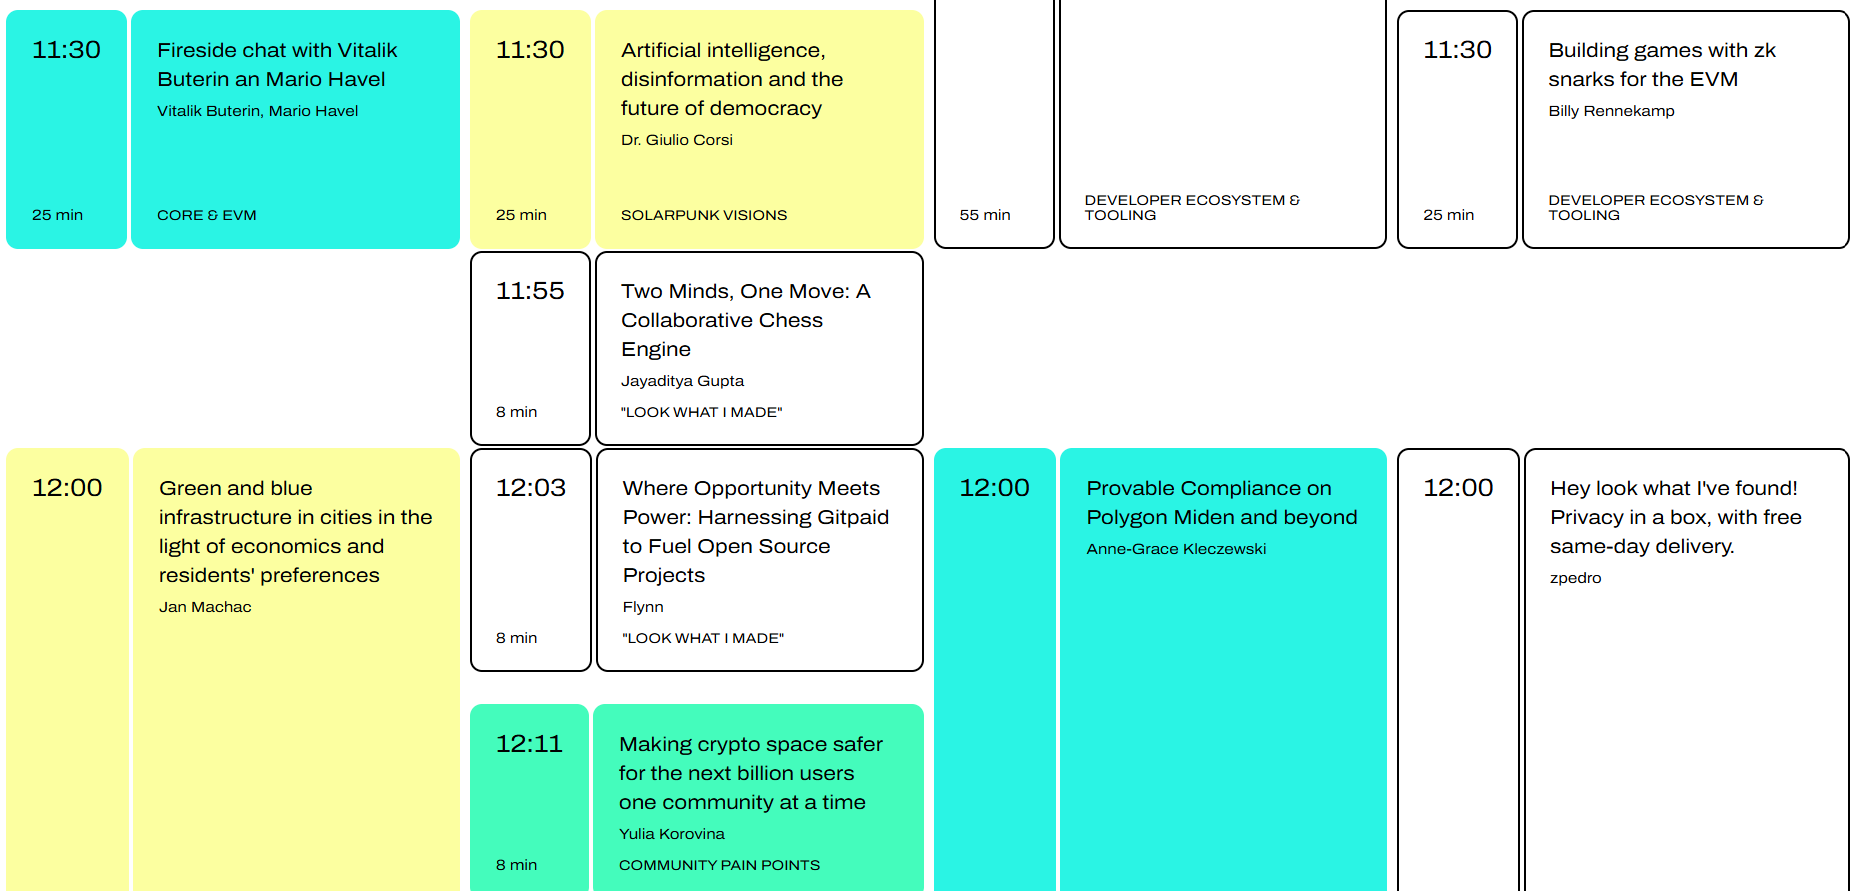 11:30
Fireside chat with Vitalik
Buterin an Mario Havel
Vitalik Buterin, Mario Havel
25 min
CORE & EVM
11:30
Artificial intelligence,
disinformation and the
future of democracy
Dr. Giulio Corsi
25 min
SOLARPUNK VISIONS
55 min
DEVELOPER ECOSYSTEM &
TOOLING
11:30
Building games with zk
snarks for the EVM
Billy Rennekamp
25 min
DEVELOPER ECOSYSTEM &
TOOLING
11:55
Two Minds, One Move: A
Collaborative Chess
Engine
Jayaditya Gupta
8 min
"LOOK WHAT I MADE"
12:00
Green and blue
infrastructure in cities in the
light of economics and
residents' preferences
Jan Machac
12:03
Where Opportunity Meets
Power: Harnessing Gitpaid
to Fuel Open Source
Projects
Flynn
8 min
"LOOK WHAT I MADE"
12:00
Provable Compliance on
Polygon Miden and beyond
Anne-Grace Kleczewski
12:00
Hey look what I've found!
Privacy in a box, with free
same-day delivery.
zpedro
12:11
Making crypto space safer
for the next billion users
one community at a time
Yulia Korovina
8 min
COMMUNITY PAIN POINTS